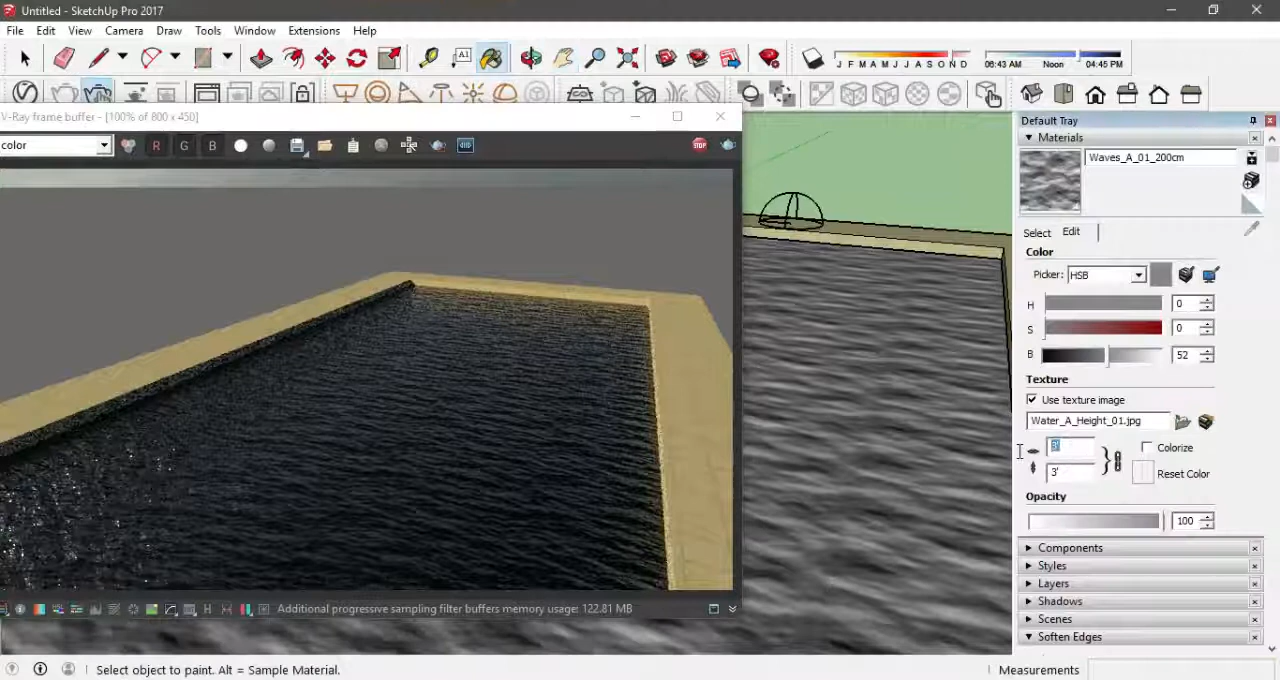 Untitled - SketchUp Pro 2017
File Edit View Camera Draw Tools Window Extensions Help
A1
J F M A M J J A S O N D
06:43 AM Noon 04:45 PM
V-Ray frame buffer - [100% of 800 x 450]
color
R G B
STOP
Default Tray
Materials
Waves_A_01_200cm
Select Edit
Color
Picker: HSB
H 0
S 0
B 52
Texture
Use texture image
Water_A_Height_01.jpg
3'
Colorize
3'
Reset Color
Opacity
100
Components
Styles
Layers
Shadows
Scenes
Soften Edges
H
Additional progressive sampling filter buffers memory usage: 122.81 MB
Select object to paint. Alt = Sample Material.
Measurements